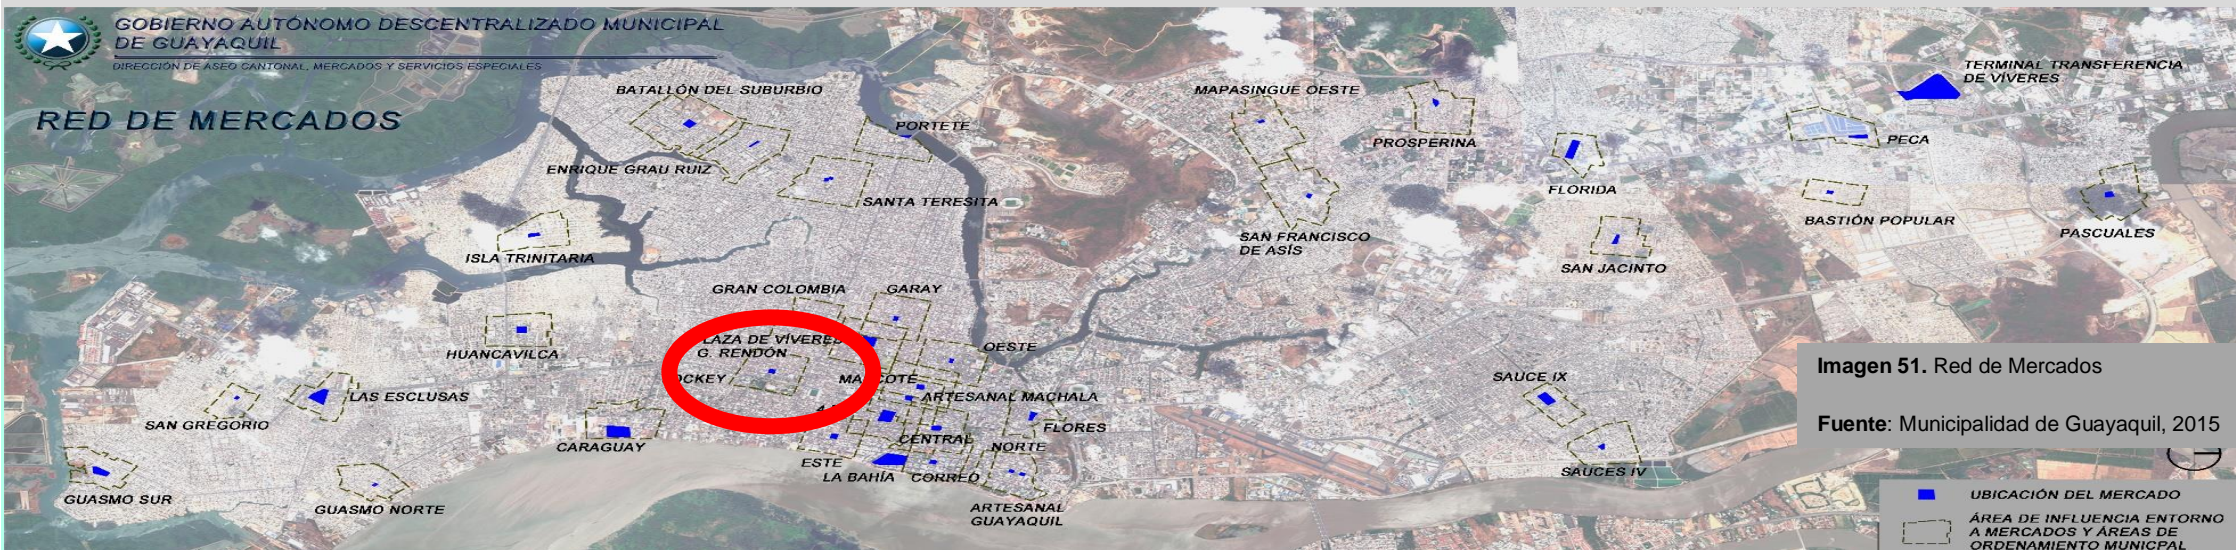 GOBIERNO AUTÓNOMO DESCENTRALIZADO MUNICIPAL
DE GUAYAQUIL
DIRECCIÓN DE ASEO CANTONAL, MERCADOS Y SERVICIOS ESPECIALES
RED DE MERCADOS
BATALLÓN DEL SUBURBIO
ENRIQUE GRAU RUIZ
PORTETE
SANTA TERESITA
ISLA TRINITARIA
MAPASINGUE OESTE
PROSPERINA
SAN FRANCISCO
DE ASÍS
FLORIDA
SAN JACINTO
TERMINAL TRANSFERENCIA
DE VÍVERES
PECA
BASTIÓN POPULAR
PASCUALES
GRAN COLOMBIA
GARAY
HUANCAVILCA
LAZA DE VÍVERE
G. RENDÓN
OCKEY
OESTE
MA COTE
ARTESANAL MACHALA
SAN GREGORIO
LAS ESCLUSAS
CARAGUAY
4
FLORES
CENTRAL
NORTE
ESTE
LA BAHÍA
CORREO
GUASMO SUR
GUASMO NORTE
ARTESANAL
GUAYAQUIL
SAUCE IX
SAUCES IV
Imagen 51. Red de Mercados
Fuente: Municipalidad de Guayaquil, 2015
UBICACIÓN DEL MERCADO
ÁREA DE INFLUENCIA ENTORNO
A MERCADOS Y ÁREAS DE
ORDENAMIENTO MUNICPAL